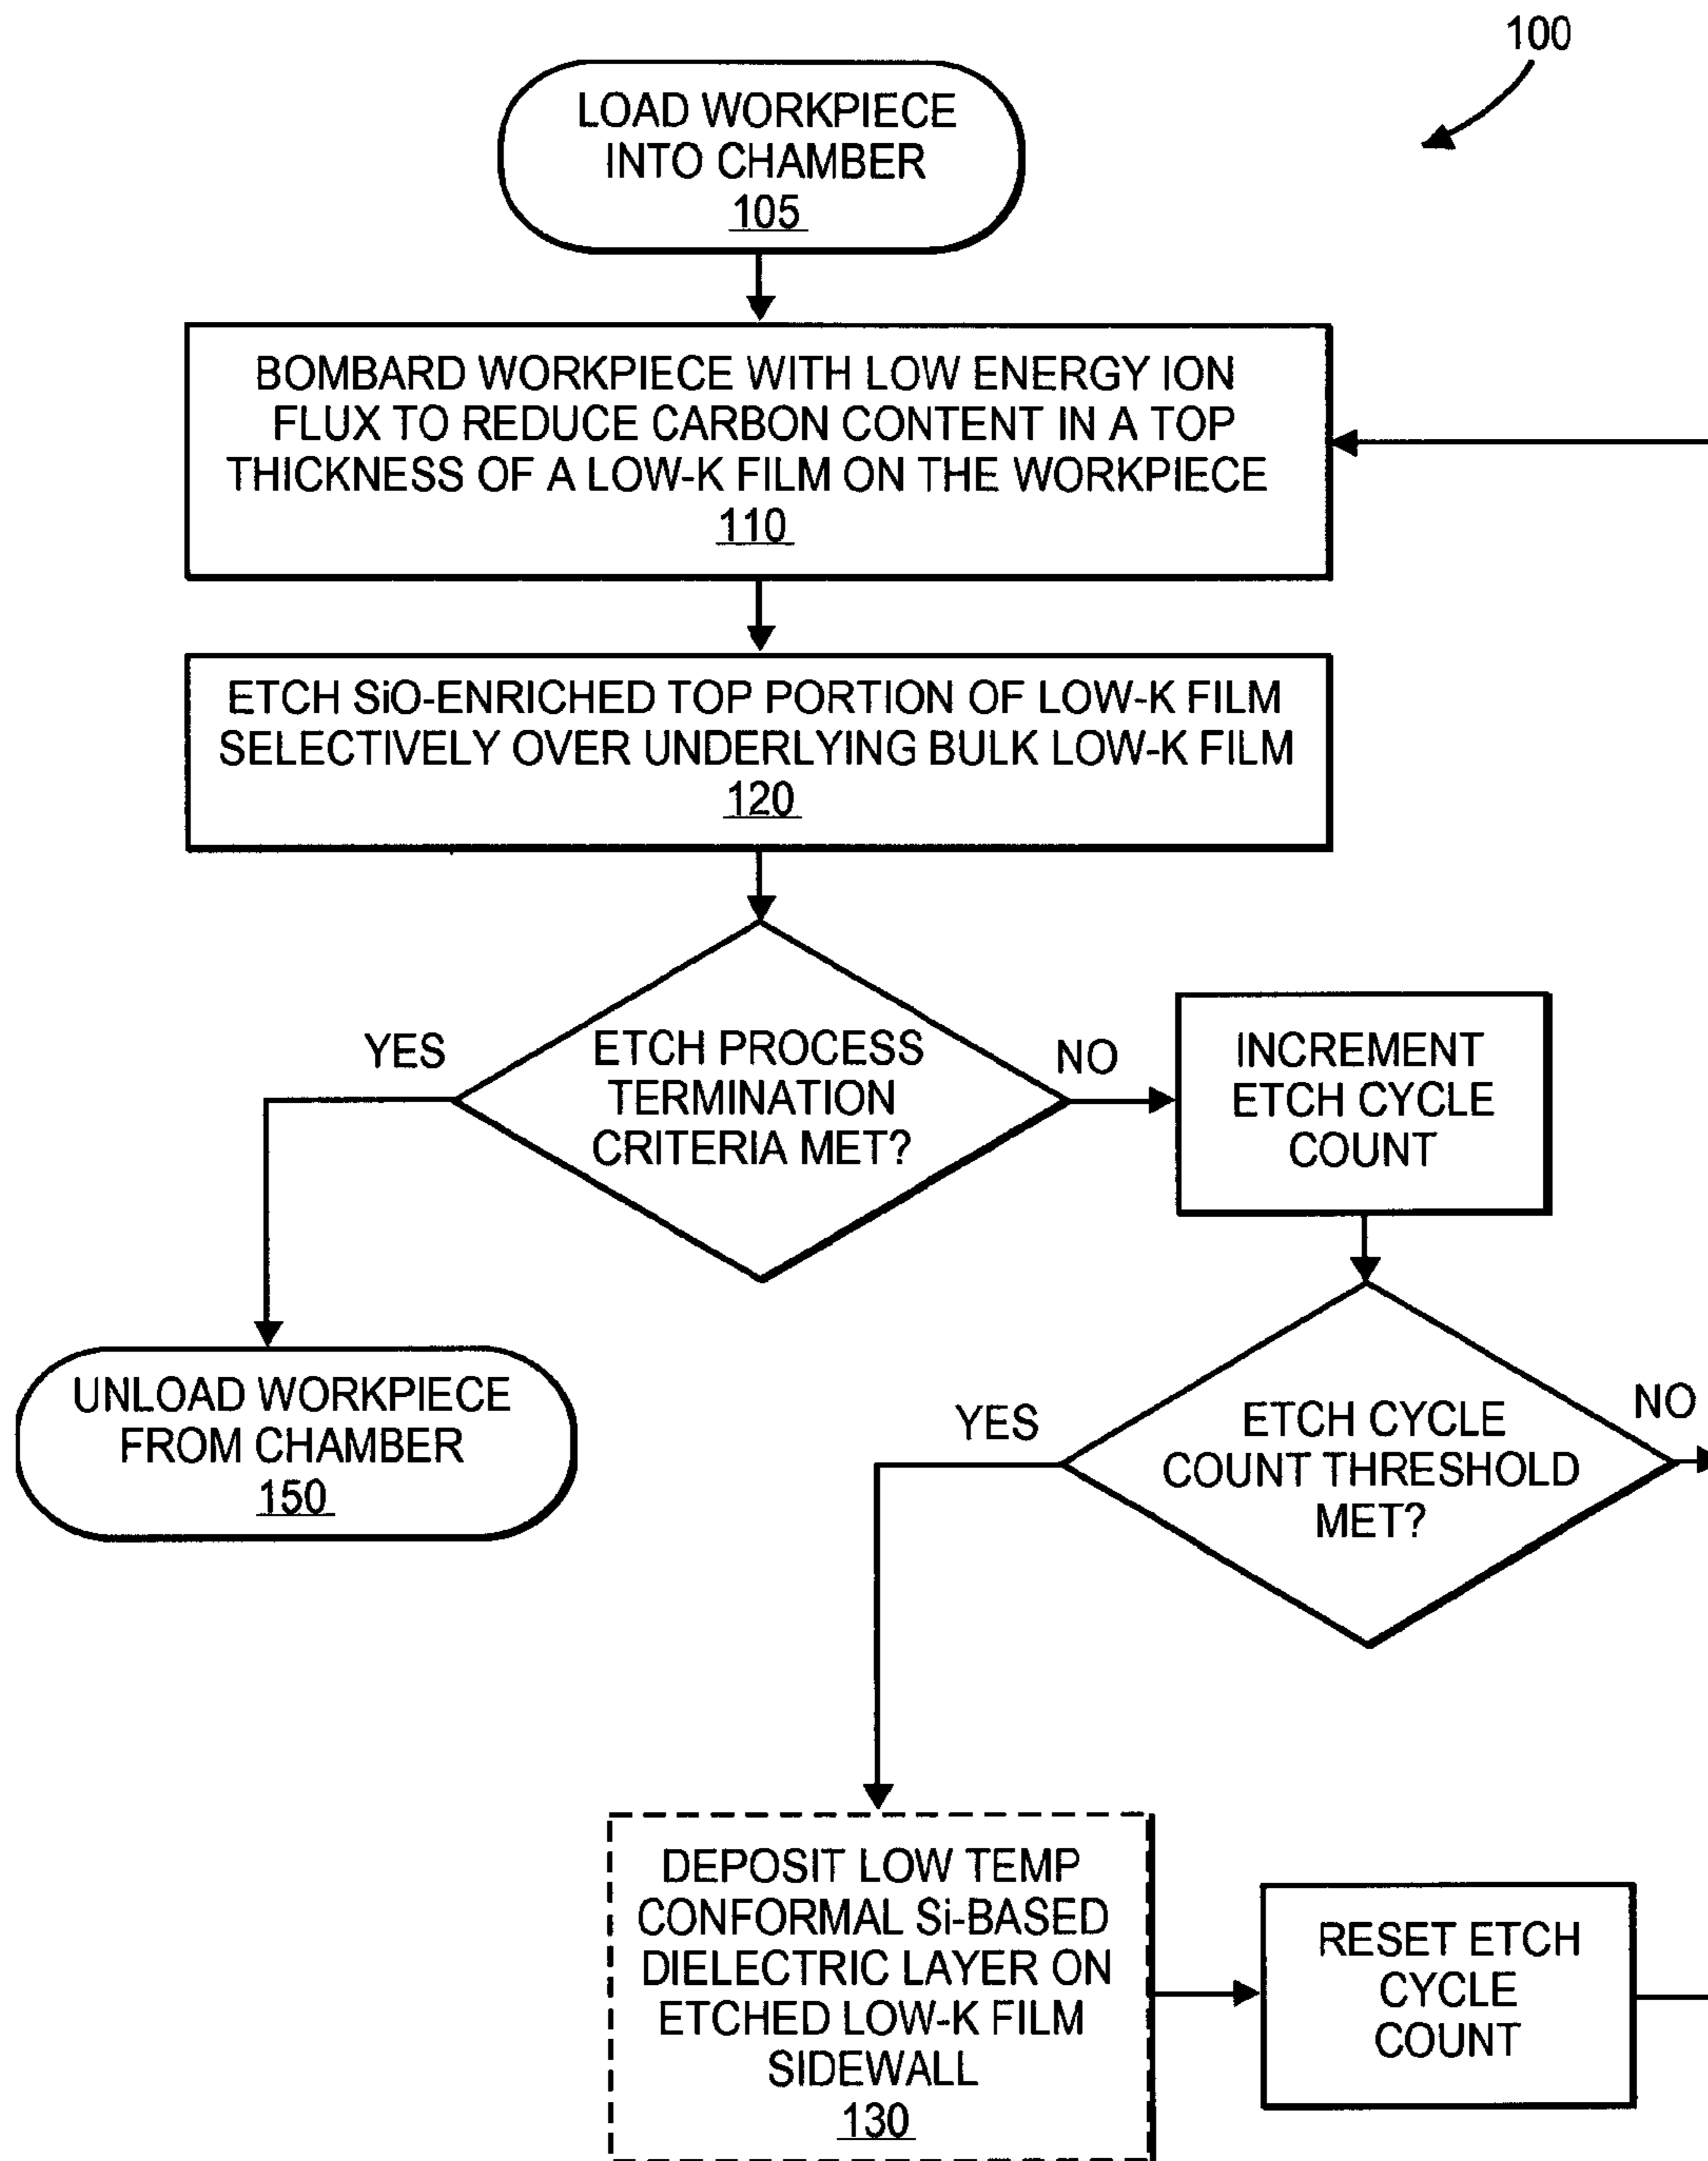 100
LOAD WORKPIECE
INTO CHAMBER
105
BOMBARD WORKPIECE WITH LOW ENERGY ION
FLUX TO REDUCE CARBON CONTENT IN A TOP
THICKNESS OF A LOW-K FILM ON THE WORKPIECE
110
ETCH SiO-ENRICHED TOP PORTION OF LOW-K FILM
SELECTIVELY OVER UNDERLYING BULK LOW-K FILM
120
YES
ETCH PROCESS
TERMINATION
CRITERIA MET?
NO
INCREMENT
ETCH CYCLE
COUNT
UNLOAD WORKPIECE
FROM CHAMBER
150
YES
ETCH CYCLE
COUNT THRESHOLD
MET?
NO
DEPOSIT LOW TEMP
CONFORMAL Si-BASED
DIELECTRIC LAYER ON
ETCHED LOW-K FILM
SIDEWALL
130
RESET ETCH
CYCLE
COUNT